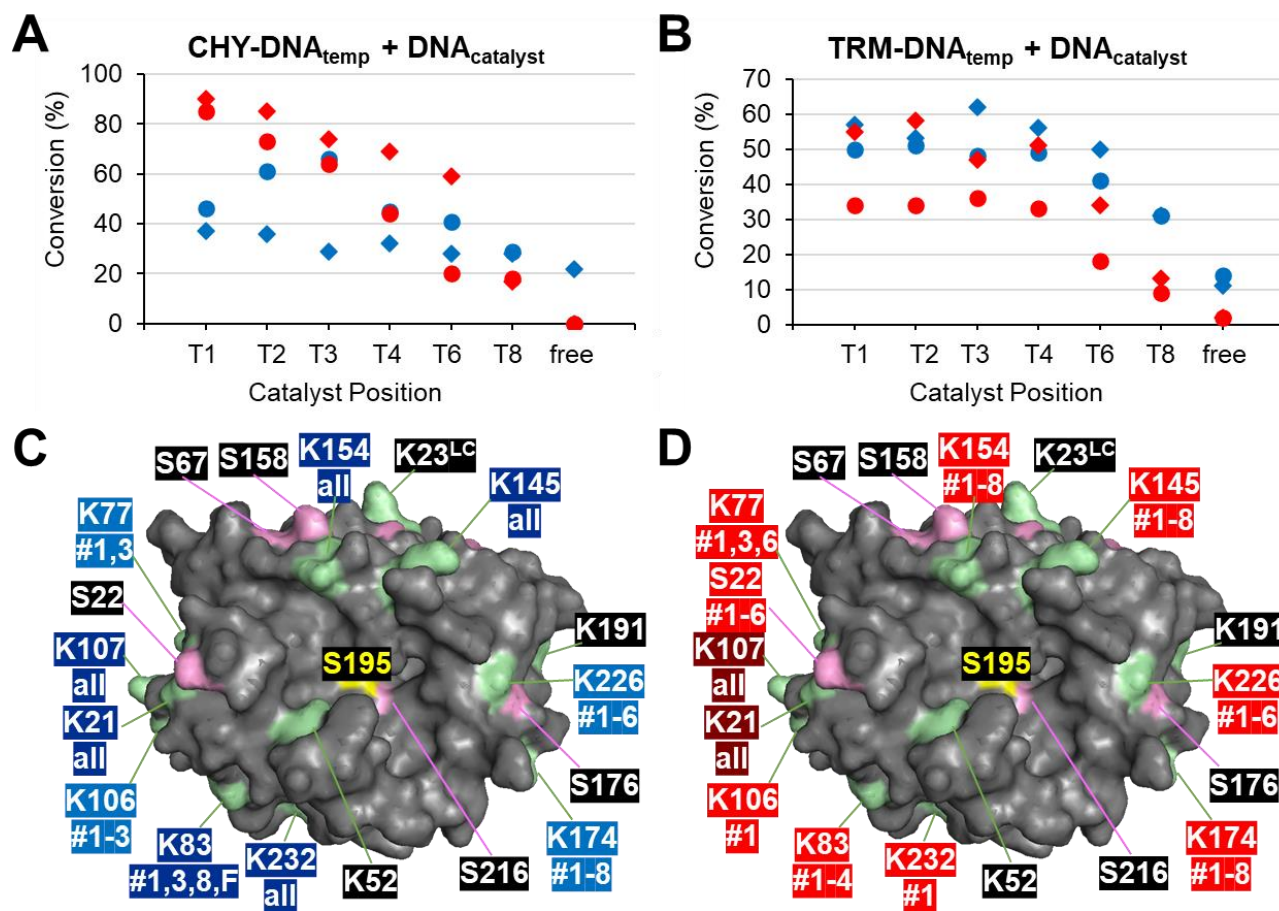 A
CHY-DNAtemp + DNAcatalyst
Conversion (%)
100
80
60
40
20
0
T1 T2 T3 T4 T6 T8 free
Catalyst Position
B
TRM-DNAtemp + DNAcatalyst
Conversion (%)
70
60
50
40
30
20
10
0
T1 T2 T3 T4 T6 T8 free
Catalyst Position
C
S67
S158
K154
all
K23LC
K145
all
K77
#1,3
S22
K107
all
K21
all
K106
#1-3
K83
#1,3,8,F
K232
all
K52
S216
K174
#1-8
S176
K226
#1-6
K191
S195
D
S67
S158
K154
#1-8
K23LC
K145
#1-8
K77
#1,3,6
S22
#1-6
K107
all
K21
all
K106
#1
K83
#1-4
K232
#1
K52
S216
K174
#1-8
S176
K226
#1-6
K191
S195